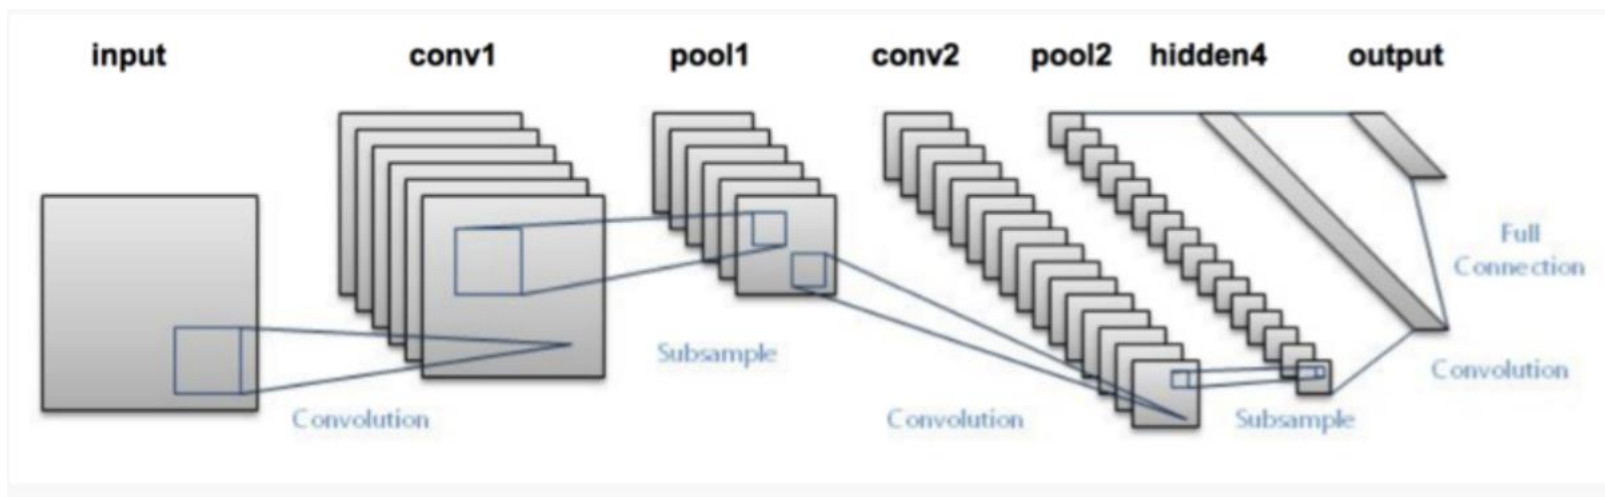 input conv1 pool1 conv2 pool2 hidden4 output
Full
Connection
Subsample
Convolution
Convolution
Convolution
Subsample